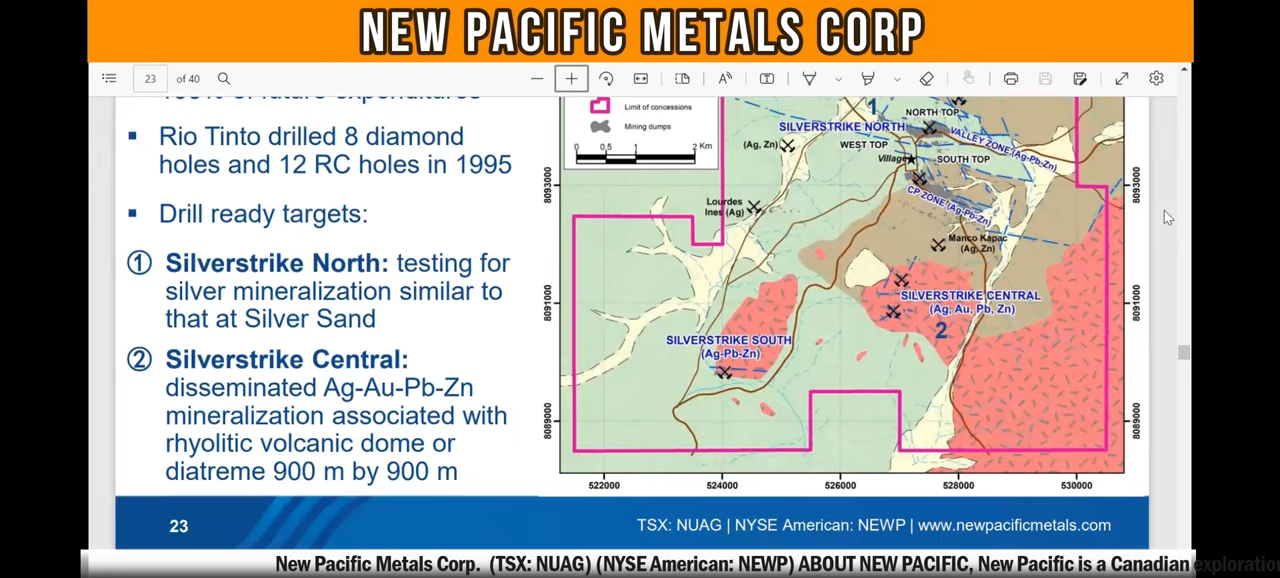 NEW PACIFIC METALS CORP
23 of 40
100% of future expenditures
▪ Rio Tinto drilled 8 diamond
holes and 12 RC holes in 1995
▪ Drill ready targets:
① Silverstrike North: testing for
silver mineralization similar to
that at Silver Sand
② Silverstrike Central:
disseminated Ag-Au-Pb-Zn
mineralization associated with
rhyolitic volcanic dome or
diatreme 900 m by 900 m
Limit of concessions
Mining dumps
0 0.5 1 2 Km
1
NORTH TOP
SILVERSTRIKE NORTH
VALLEY ZONE (Ag-Pb-Zn)
(Ag, Zn)
WEST TOP
Village
SOUTH TOP
8093000
8093000
CP ZONE (Ag-Pb-Zn)
Lourdes
Ines (Ag)
Manco Kapac
(Ag, Zn)
8091000
8091000
SILVERSTRIKE CENTRAL
(Ag, Au, Pb, Zn)
2
SILVERSTRIKE SOUTH
(Ag-Pb-Zn)
8089000
8089000
522000 524000 526000 528000 530000
23
TSX: NUAG | NYSE American: NEWP | www.newpacificmetals.com
New Pacific Metals Corp. (TSX: NUAG) (NYSE American: NEWP) ABOUT NEW PACIFIC, New Pacific is a Canadian exploratio